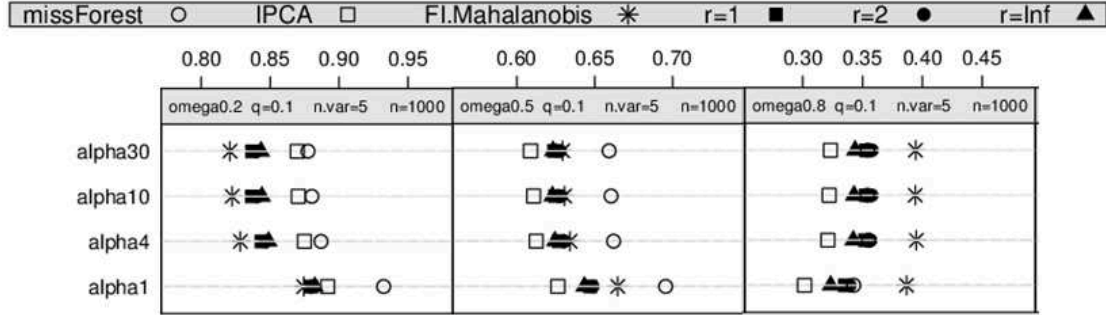 missForest IPCA FI.Mahalanobis r=1 r=2 r=Inf
0.80 0.85 0.90 0.95 0.60 0.65 0.70 0.30 0.35 0.40 0.45
omega0.2 q=0.1 n.var=5 n=1000 omega0.5 q=0.1 n.var=5 n=1000 omega0.8 q=0.1 n.var=5 n=1000
alpha30
alpha10
alpha4
alpha1